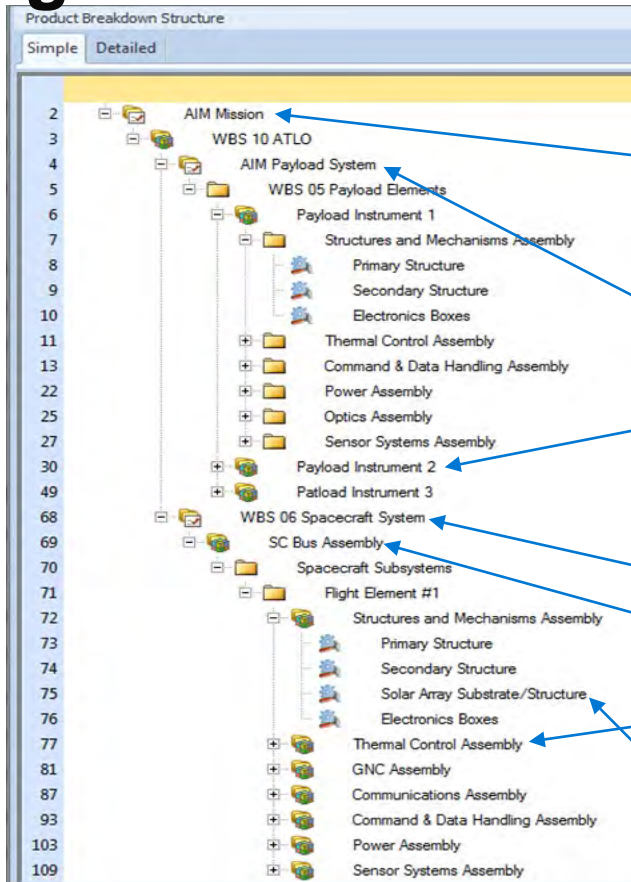 Product Breakdown Structure
Simple Detailed
2 AIM Mission
3 WBS 10 ATLO
4 AIM Payload System
5 WBS 05 Payload Elements
6 Payload Instrument 1
7 Structures and Mechanisms Assembly
8 Primary Structure
9 Secondary Structure
10 Electronics Boxes
11 Thermal Control Assembly
13 Command & Data Handling Assembly
22 Power Assembly
25 Optics Assembly
27 Sensor Systems Assembly
30 Payload Instrument 2
49 Patload Instrument 3
68 WBS 06 Spacecraft System
69 SC Bus Assembly
70 Spacecraft Subsystems
71 Flight Element #1
72 Structures and Mechanisms Assembly
73 Primary Structure
74 Secondary Structure
75 Solar Array Substrate/Structure
76 Electronics Boxes
77 Thermal Control Assembly
81 GNC Assembly
87 Communications Assembly
93 Command & Data Handling Assembly
103 Power Assembly
109 Sensor Systems Assembly